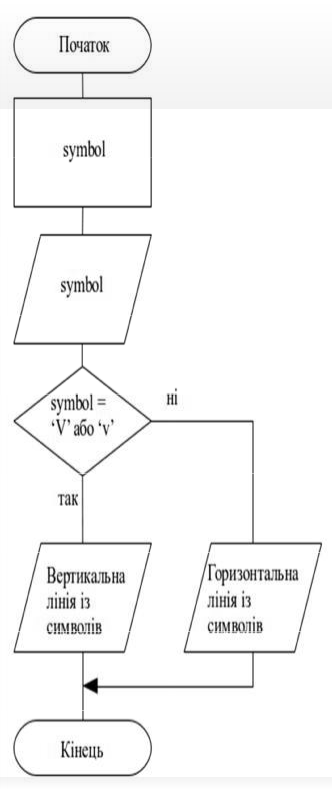 Початок
symbol
symbol
symbol =
‘V’ або ‘v’
ні
так
Вертикальна
лінія із
символів
Горизонтальна
лінія із
символів
Кінець